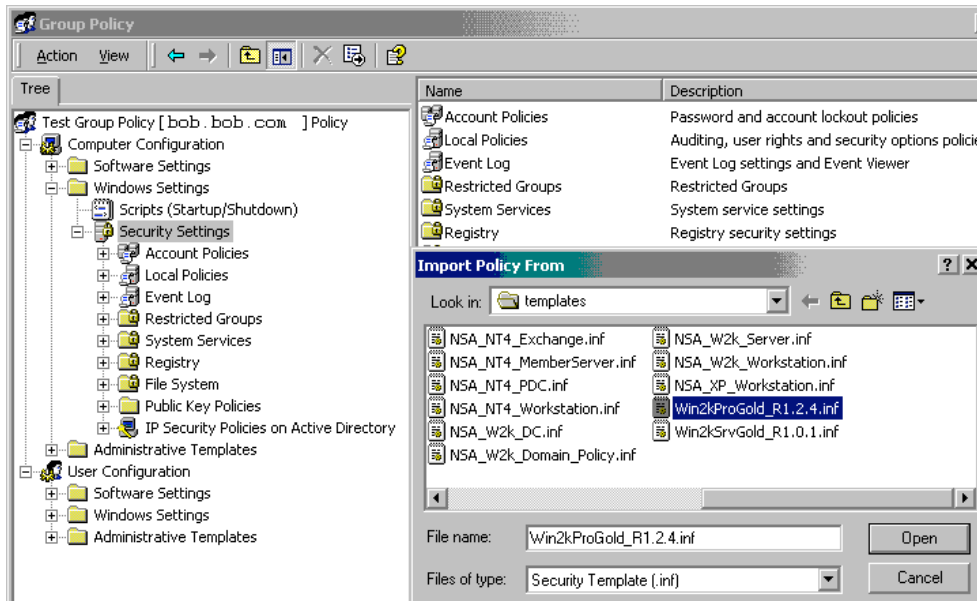 Group Policy
Action View
Tree
Test Group Policy [bob.bob.com ] Policy
Computer Configuration
Software Settings
Windows Settings
Scripts (Startup/Shutdown)
Security Settings
Account Policies
Local Policies
Event Log
Restricted Groups
System Services
Registry
File System
Public Key Policies
IP Security Policies on Active Directory
Administrative Templates
User Configuration
Software Settings
Windows Settings
Administrative Templates
Name Description
Account Policies Password and account lockout policies
Local Policies Auditing, user rights and security options policie
Event Log Event Log settings and Event Viewer
Restricted Groups Restricted Groups
System Services System service settings
Registry Registry security settings
Import Policy From
Look in: templates
NSA_NT4_Exchange.inf
NSA_NT4_MemberServer.inf
NSA_NT4_PDC.inf
NSA_NT4_Workstation.inf
NSA_W2k_DC.inf
NSA_W2k_Domain_Policy.inf
NSA_W2k_Server.inf
NSA_W2k_Workstation.inf
NSA_XP_Workstation.inf
Win2kProGold_R1.2.4.inf
Win2kSrvGold_R1.0.1.inf
File name: Win2kProGold_R1.2.4.inf Open
Files of type: Security Template (.inf) Cancel